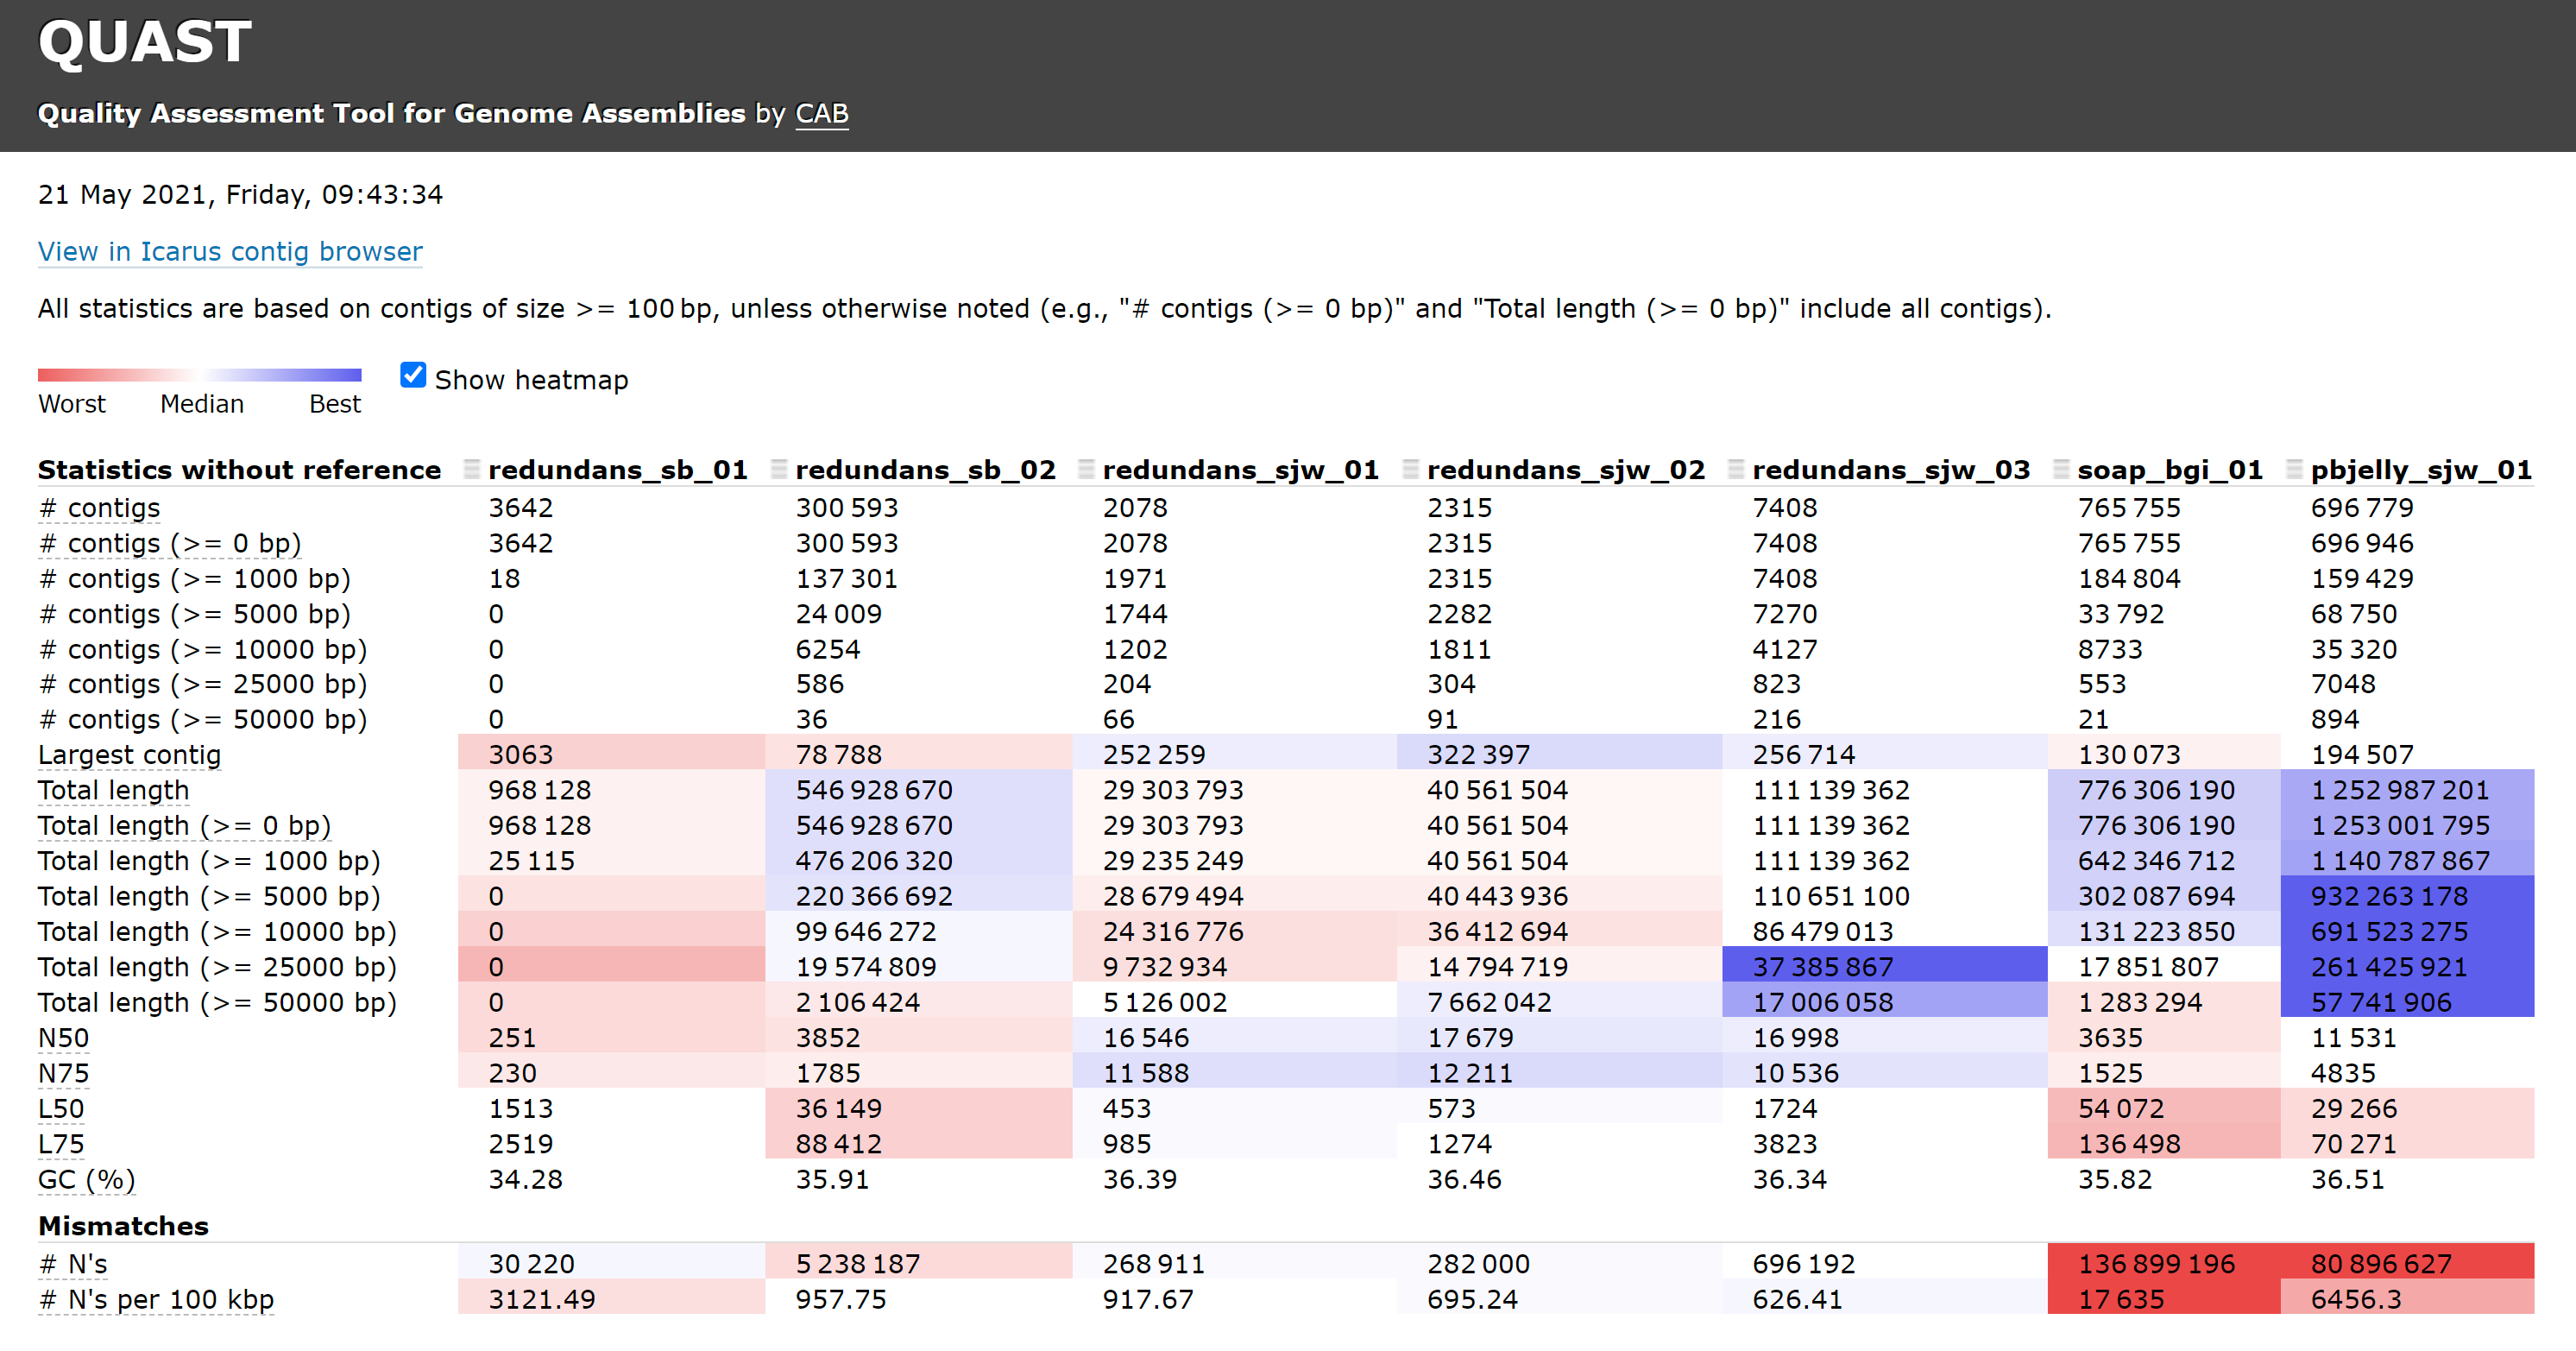 QUAST
Quality Assessment Tool for Genome Assemblies by CAB
21 May 2021, Friday, 09:43:34
View in Icarus contig browser
All statistics are based on contigs of size >= 100 bp, unless otherwise noted (e.g., "# contigs (>= 0 bp)" and "Total length (>= 0 bp)" include all contigs).
Show heatmap
Worst Median Best
Statistics without reference redundans_sb_01 redundans_sb_02 redundans_sjw_01 redundans_sjw_02 redundans_sjw_03 soap_bgi_01 pbjelly_sjw_01
# contigs 3642 300 593 2078 2315 7408 765 755 696 779
# contigs (>= 0 bp) 3642 300 593 2078 2315 7408 765 755 696 946
# contigs (>= 1000 bp) 18 137 301 1971 2315 7408 184 804 159 429
# contigs (>= 5000 bp) 0 24 009 1744 2282 7270 33 792 68 750
# contigs (>= 10000 bp) 0 6254 1202 1811 4127 8733 35 320
# contigs (>= 25000 bp) 0 586 204 304 823 553 7048
# contigs (>= 50000 bp) 0 36 66 91 216 21 894
Largest contig 3063 78 788 252 259 322 397 256 714 130 073 194 507
Total length 968 128 546 928 670 29 303 793 40 561 504 111 139 362 776 306 190 1 252 987 201
Total length (>= 0 bp) 968 128 546 928 670 29 303 793 40 561 504 111 139 362 776 306 190 1 253 001 795
Total length (>= 1000 bp) 25 115 476 206 320 29 235 249 40 561 504 111 139 362 642 346 712 1 140 787 867
Total length (>= 5000 bp) 0 220 366 692 28 679 494 40 443 936 110 651 100 302 087 694 932 263 178
Total length (>= 10000 bp) 0 99 646 272 24 316 776 36 412 694 86 479 013 131 223 850 691 523 275
Total length (>= 25000 bp) 0 19 574 809 9 732 934 14 794 719 37 385 867 17 851 807 261 425 921
Total length (>= 50000 bp) 0 2 106 424 5 126 002 7 662 042 17 006 058 1 283 294 57 741 906
N50 251 3852 16 546 17 679 16 998 3635 11 531
N75 230 1785 11 588 12 211 10 536 1525 4835
L50 1513 36 149 453 573 1724 54 072 29 266
L75 2519 88 412 985 1274 3823 136 498 70 271
GC (%) 34.28 35.91 36.39 36.46 36.34 35.82 36.51
Mismatches
# N's 30 220 5 238 187 268 911 282 000 696 192 136 899 196 80 896 627
# N's per 100 kbp 3121.49 957.75 917.67 695.24 626.41 17 635 6456.3